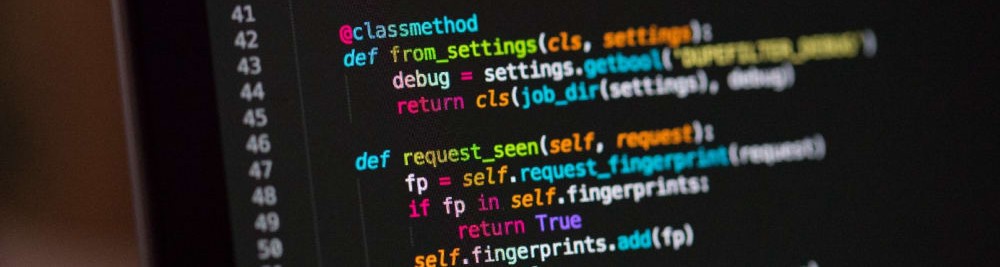 41
42 @classmethod
43 def from_settings(cls, settings):
44 debug = settings.getbool('DUPEFILTER_DEBUG')
45 return cls(job_dir(settings), debug)
46
47 def request_seen(self, request):
48 fp = self.request_fingerprint(request)
49 if fp in self.fingerprints:
50 return True
self.fingerprints.add(fp)